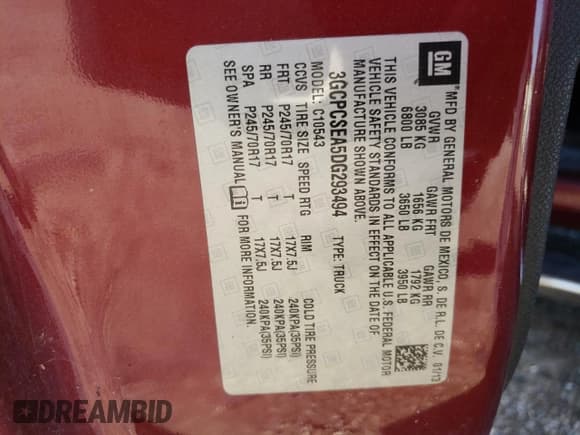 GM
MFD BY GENERAL MOTORS DE MEXICO, S. DE R.L. DE C.V. 01/13
GVWR GAWR FRT GAWR RR
3085 KG 1656 KG 1792 KG
6800 LB 3650 LB 3950 LB
THIS VEHICLE CONFORMS TO ALL APPLICABLE U.S. FEDERAL MOTOR
VEHICLE SAFETY STANDARDS IN EFFECT ON THE DATE OF
MANUFACTURE SHOWN ABOVE.
3GCPCSEA5DG293494 TYPE: TRUCK
MODEL: C10543
CCVS TIRE SIZE SPEED RTG RIM COLD TIRE PRESSURE
FRT P245/70R17 T 17X7.5J 240KPA(35PSI)
RR P245/70R17 T 17X7.5J 240KPA(35PSI)
SPA P245/70R17 T 17X7.5J 240KPA(35PSI)
SEE OWNER'S MANUAL FOR MORE INFORMATION.
DREAMBID